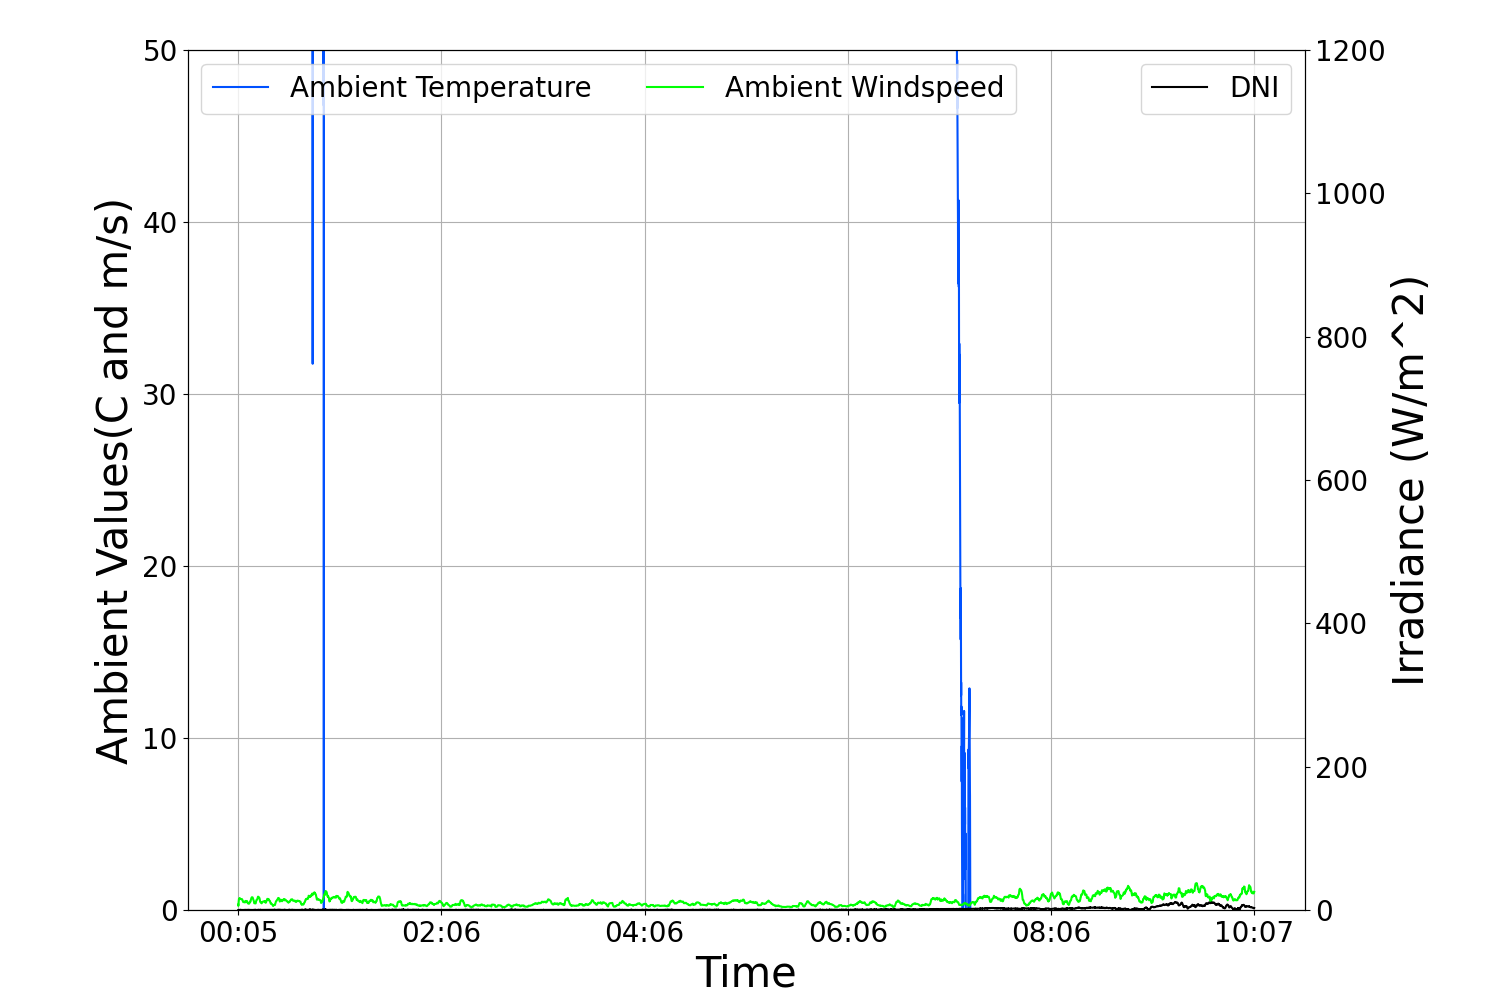 Ambient Temperature
Ambient Windspeed
DNI
Ambient Values(C and m/s)
50
40
30
20
10
0
1200
1000
800
600
400
200
0
Irradiance (W/m^2)
00:05 02:06 04:06 06:06 08:06 10:07
Time